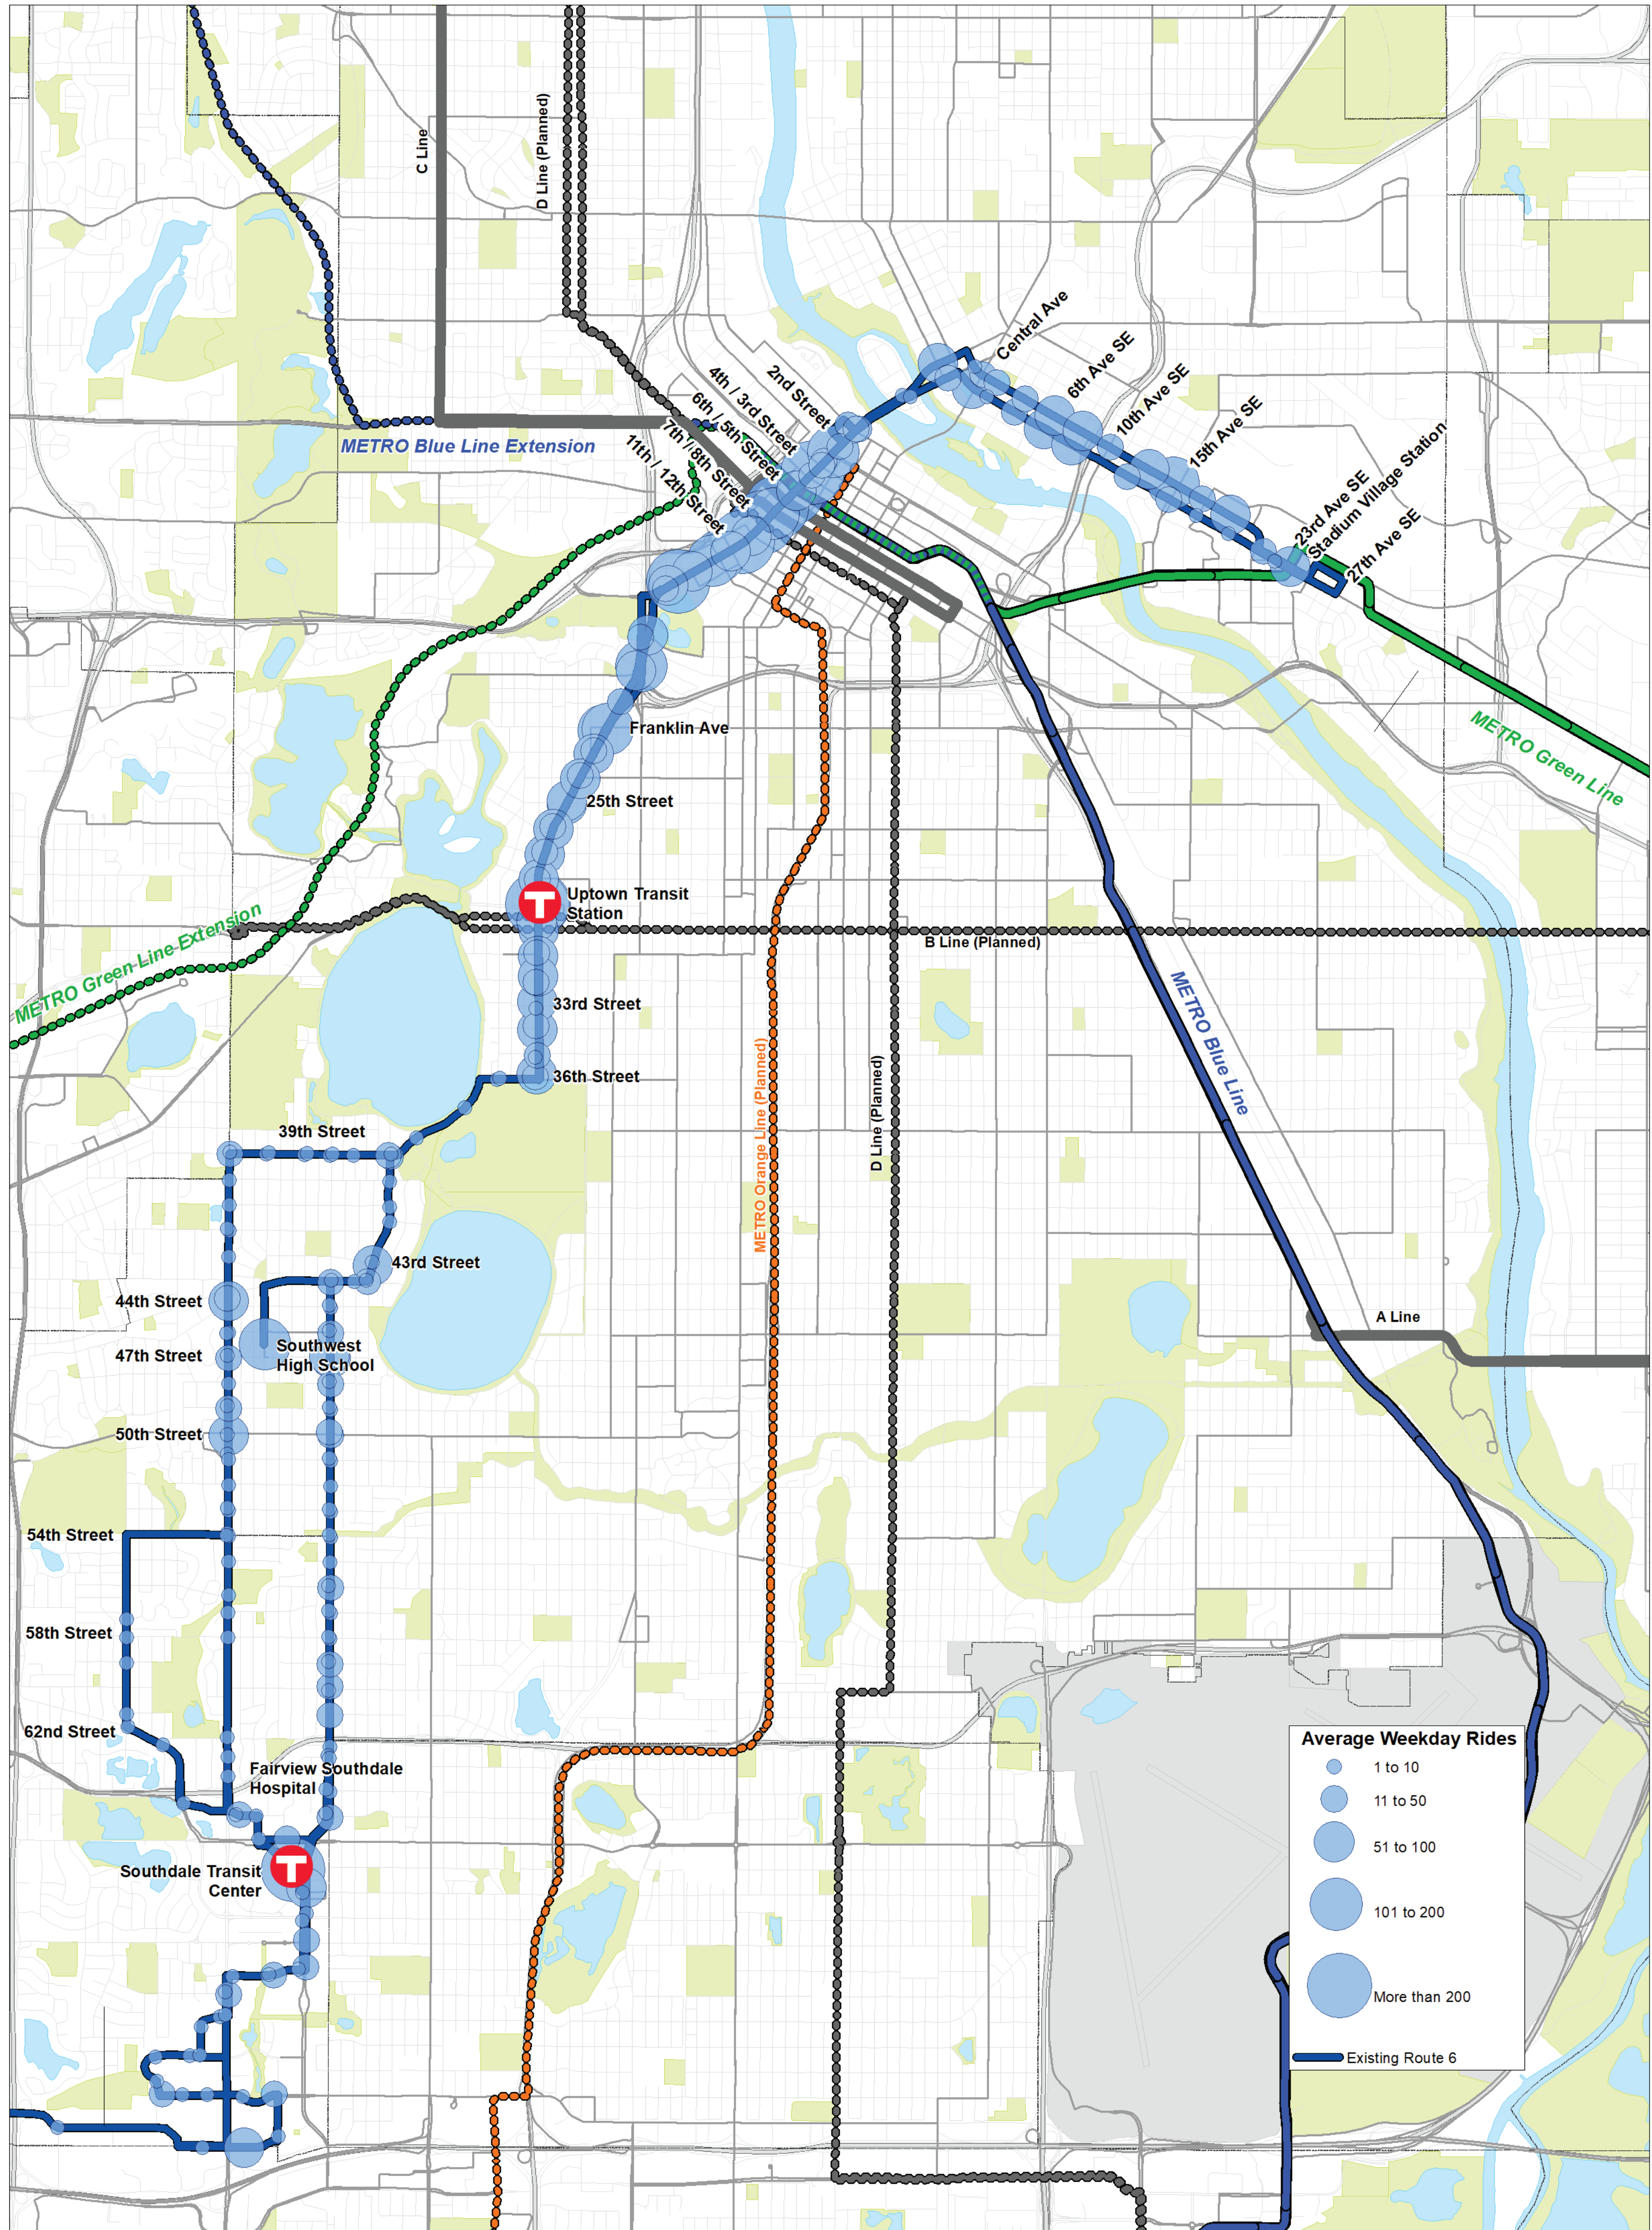 C Line
D Line (Planned)
Central Ave
6th Ave SE
10th Ave SE
15th Ave SE
2nd Street
4th / 3rd Street
6th / 5th Street
7th / 8th Street
11th / 12th Street
METRO Blue Line Extension
23rd Ave SE
Stadium Village Station
27th Ave SE
METRO Green Line
Franklin Ave
25th Street
Uptown Transit
Station
B Line (Planned)
METRO Green Line Extension
33rd Street
36th Street
METRO Blue Line
METRO Orange Line (Planned)
D Line (Planned)
39th Street
43rd Street
44th Street
A Line
Southwest
High School
47th Street
50th Street
54th Street
58th Street
62nd Street
Fairview Southdale
Hospital
Southdale Transit
Center
T
T
Average Weekday Rides
1 to 10
11 to 50
51 to 100
101 to 200
More than 200
Existing Route 6